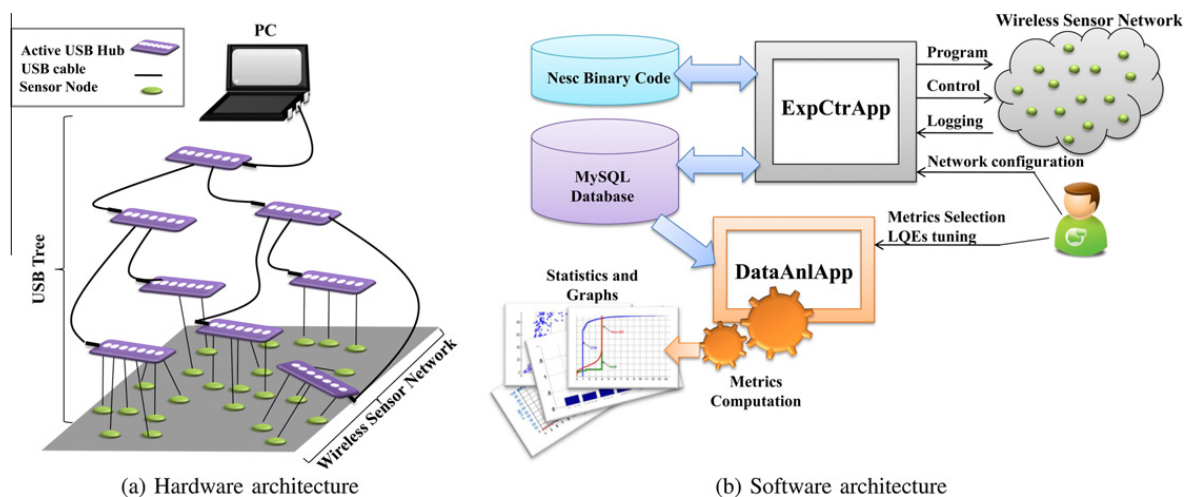 PC
Active USB Hub
USB cable
Sensor Node
USB Tree
Wireless Sensor Network
(a) Hardware architecture
Wireless Sensor Network
Nesc Binary Code
ExpCtrApp
Program
Control
Logging
Network configuration
MySQL
Database
Metrics Selection
LQEs tuning
DataAnlApp
Statistics and
Graphs
Metrics
Computation
(b) Software architecture